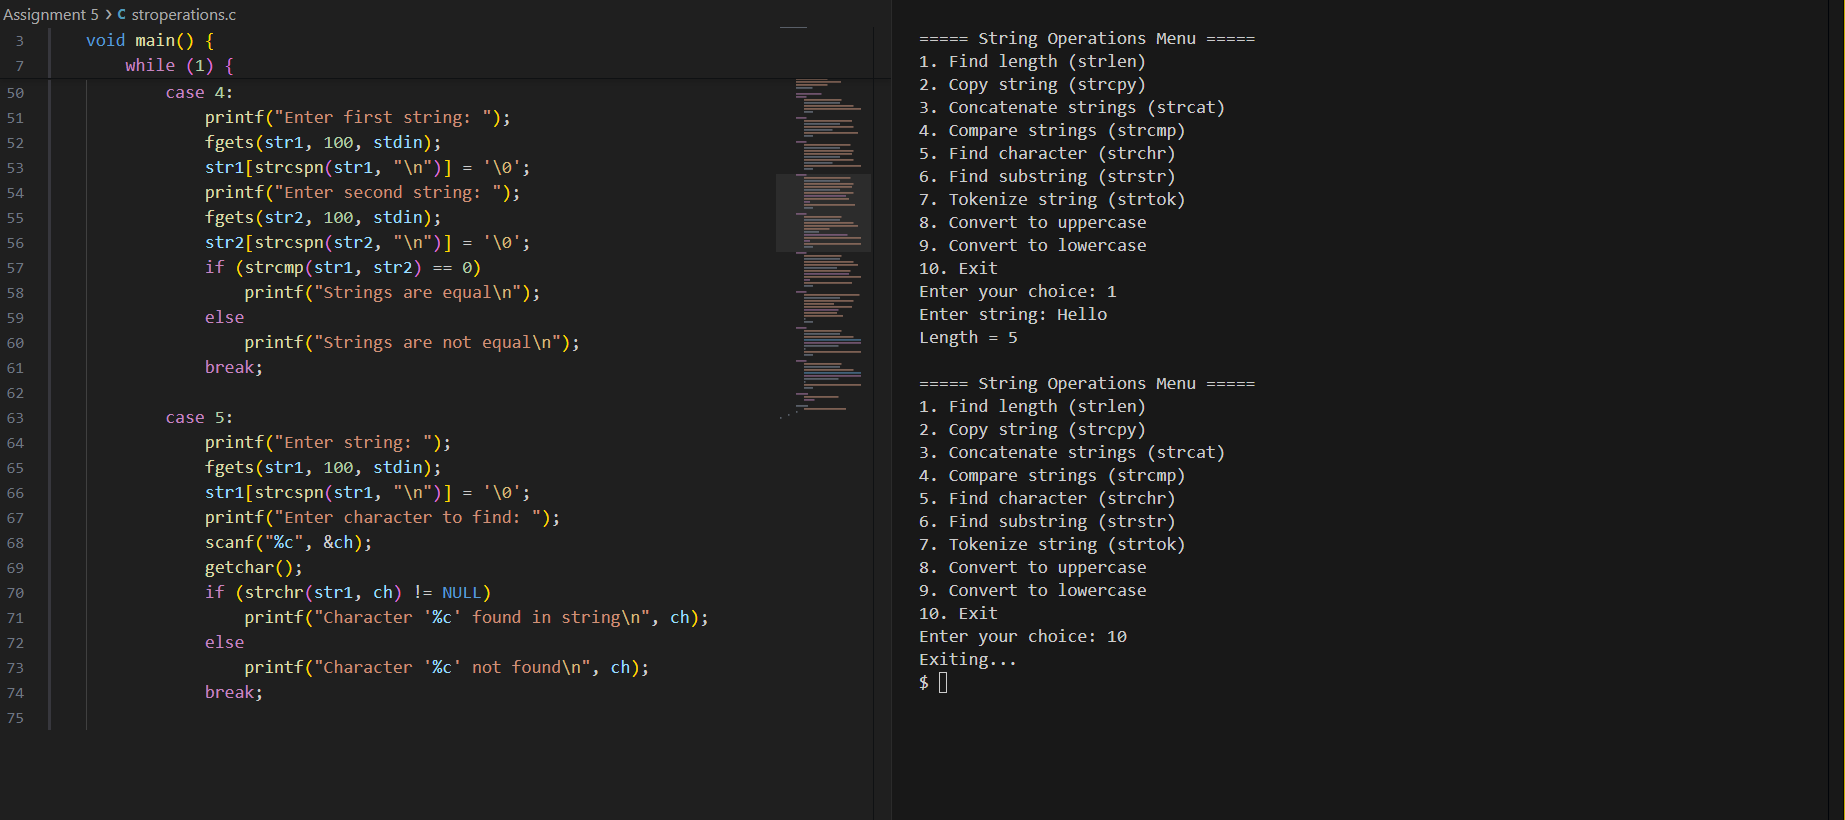 Assignment 5 > C stroperations.c
3 void main() {
7 while (1) {
50 case 4:
51 printf("Enter first string: ");
52 fgets(str1, 100, stdin);
53 str1[strcspn(str1, "\n")] = '\0';
54 printf("Enter second string: ");
55 fgets(str2, 100, stdin);
56 str2[strcspn(str2, "\n")] = '\0';
57 if (strcmp(str1, str2) == 0)
58 printf("Strings are equal\n");
59 else
60 printf("Strings are not equal\n");
61 break;
62
63 case 5:
64 printf("Enter string: ");
65 fgets(str1, 100, stdin);
66 str1[strcspn(str1, "\n")] = '\0';
67 printf("Enter character to find: ");
68 scanf("%c", &ch);
69 getchar();
70 if (strchr(str1, ch) != NULL)
71 printf("Character '%c' found in string\n", ch);
72 else
73 printf("Character '%c' not found\n", ch);
74 break;
75
===== String Operations Menu =====
1. Find length (strlen)
2. Copy string (strcpy)
3. Concatenate strings (strcat)
4. Compare strings (strcmp)
5. Find character (strchr)
6. Find substring (strstr)
7. Tokenize string (strtok)
8. Convert to uppercase
9. Convert to lowercase
10. Exit
Enter your choice: 1
Enter string: Hello
Length = 5
===== String Operations Menu =====
1. Find length (strlen)
2. Copy string (strcpy)
3. Concatenate strings (strcat)
4. Compare strings (strcmp)
5. Find character (strchr)
6. Find substring (strstr)
7. Tokenize string (strtok)
8. Convert to uppercase
9. Convert to lowercase
10. Exit
Enter your choice: 10
Exiting...
$